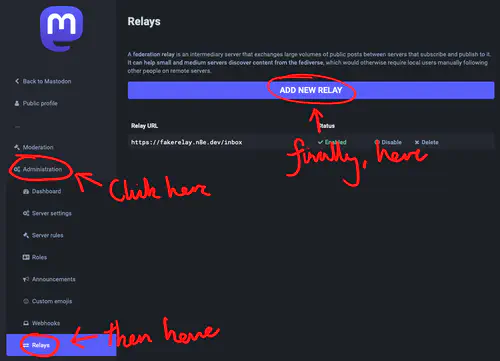 Relays
A federation relay is an intermediary server that exchanges large volumes of public posts between servers that subscribe and publish to it.
It can help small and medium servers discover content from the fediverse, which would otherwise require local users manually following
other people on remote servers.
ADD NEW RELAY
Relay URL Status
https://fakerelay.n8e.dev/inbox ✓ Enabled Disable ✕ Delete
finally, here
Back to Mastodon
Public profile
...
Moderation
Administration
Click here
Dashboard
Server settings
Server rules
Roles
Announcements
Custom emojis
Webhooks
Relays
then here